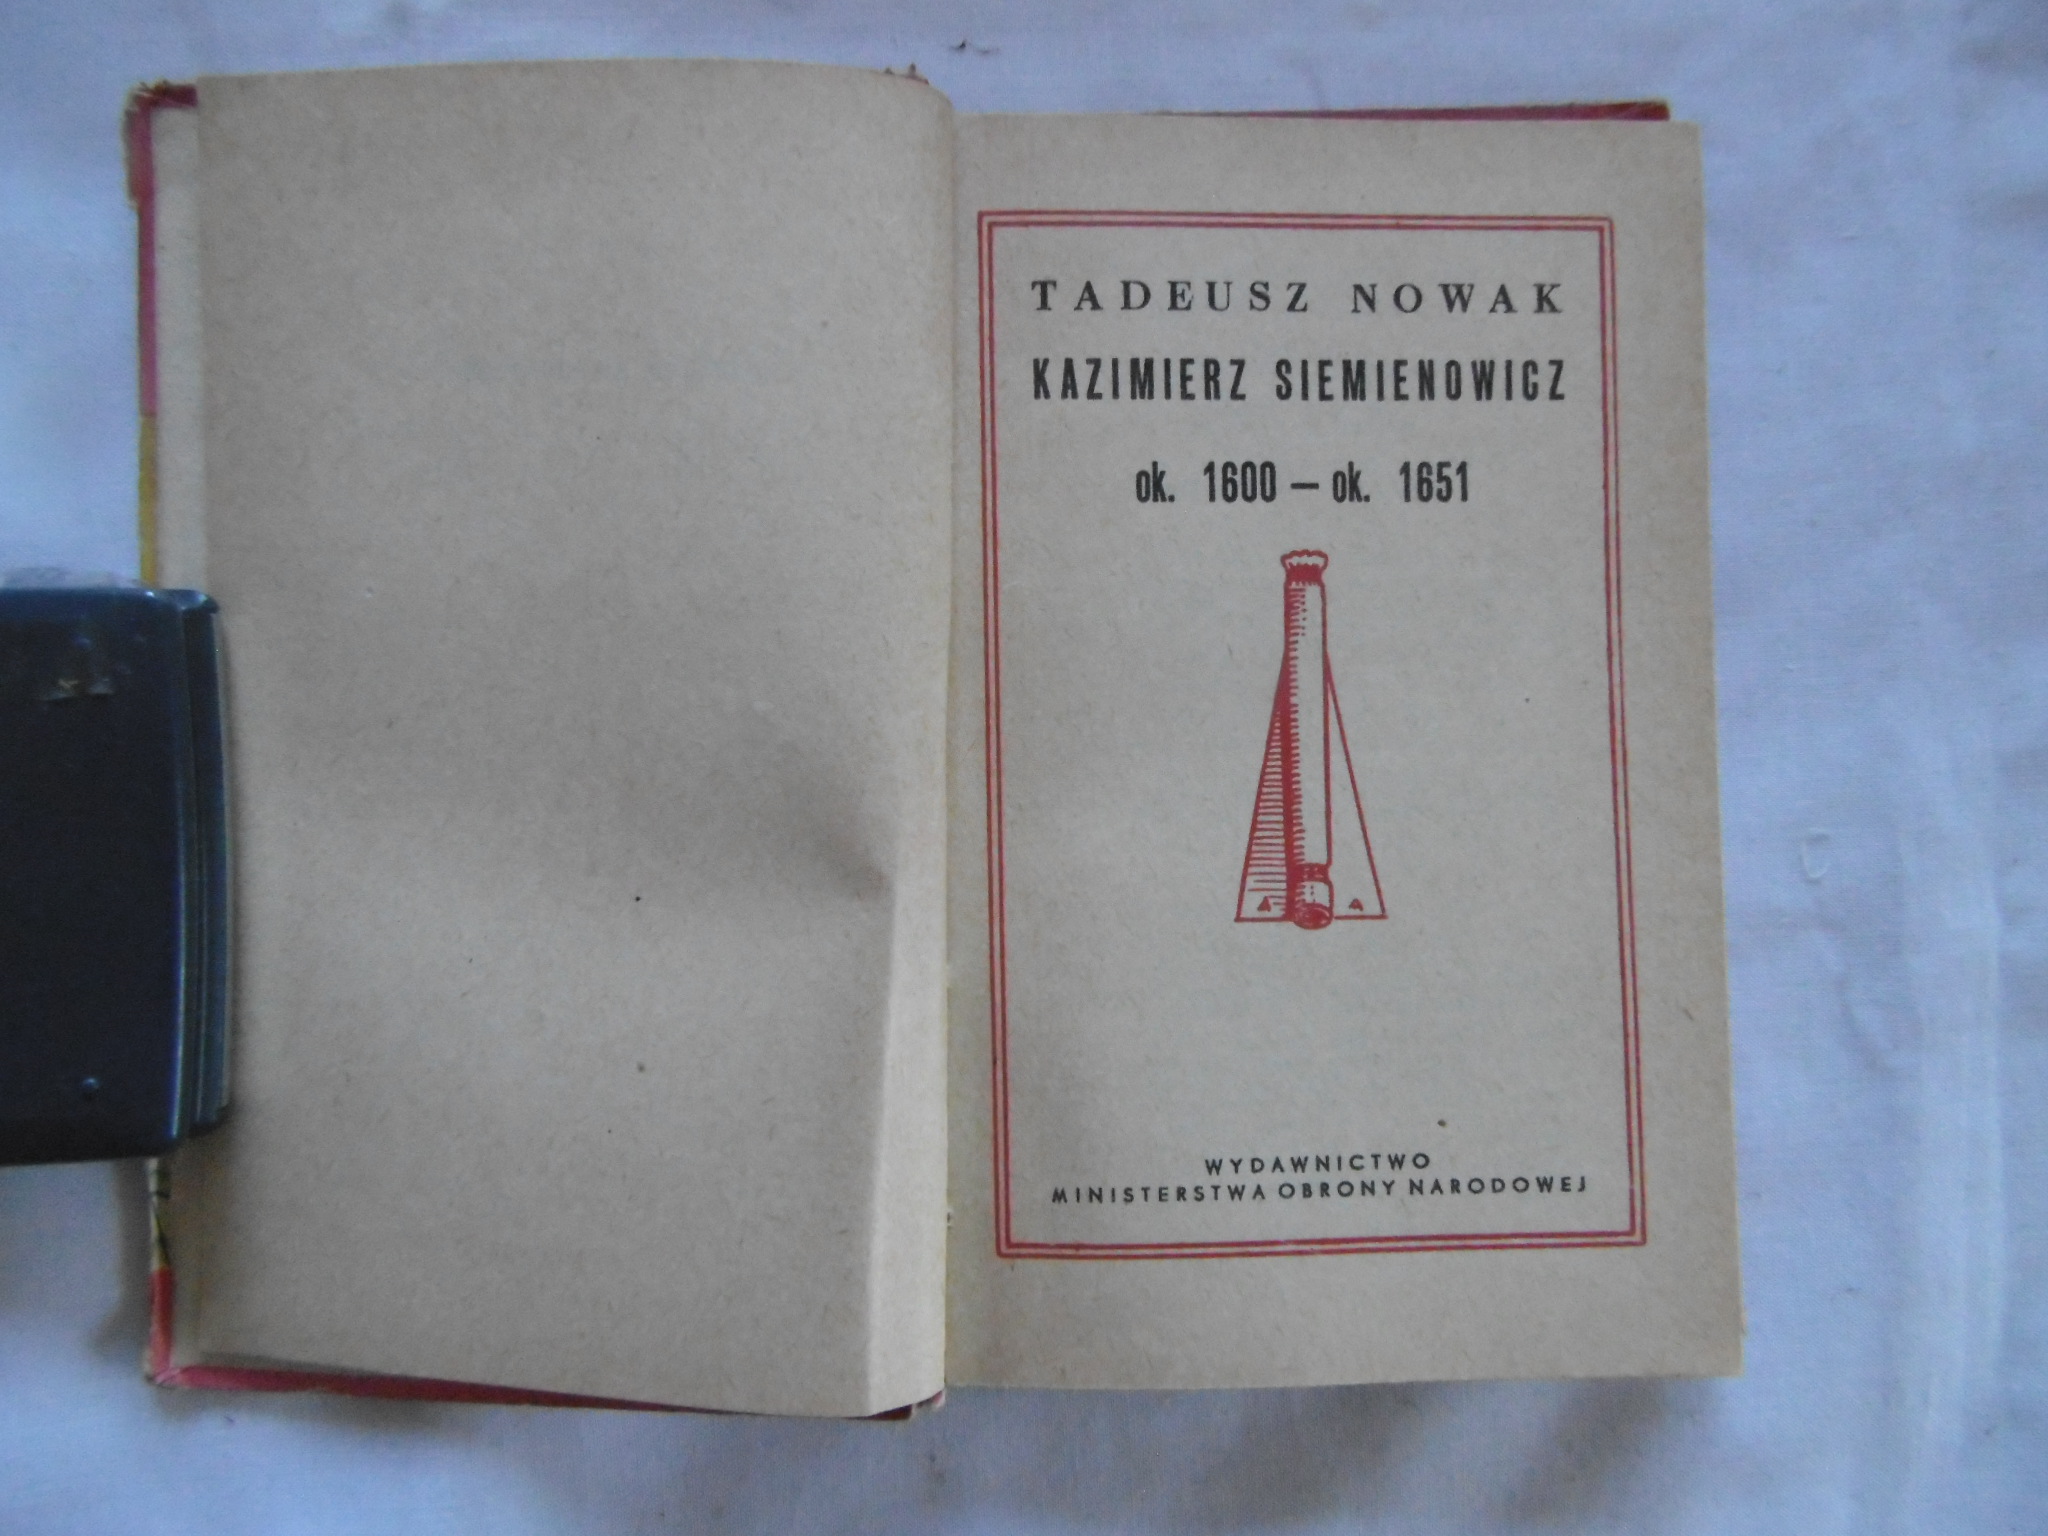 TADEUSZ NOWAK
KAZIMIERZ SIEMIENOWICZ
ok. 1600 — ok. 1651
A A
WYDAWNICTWO
MINISTERSTWA OBRONY NARODOWEJ